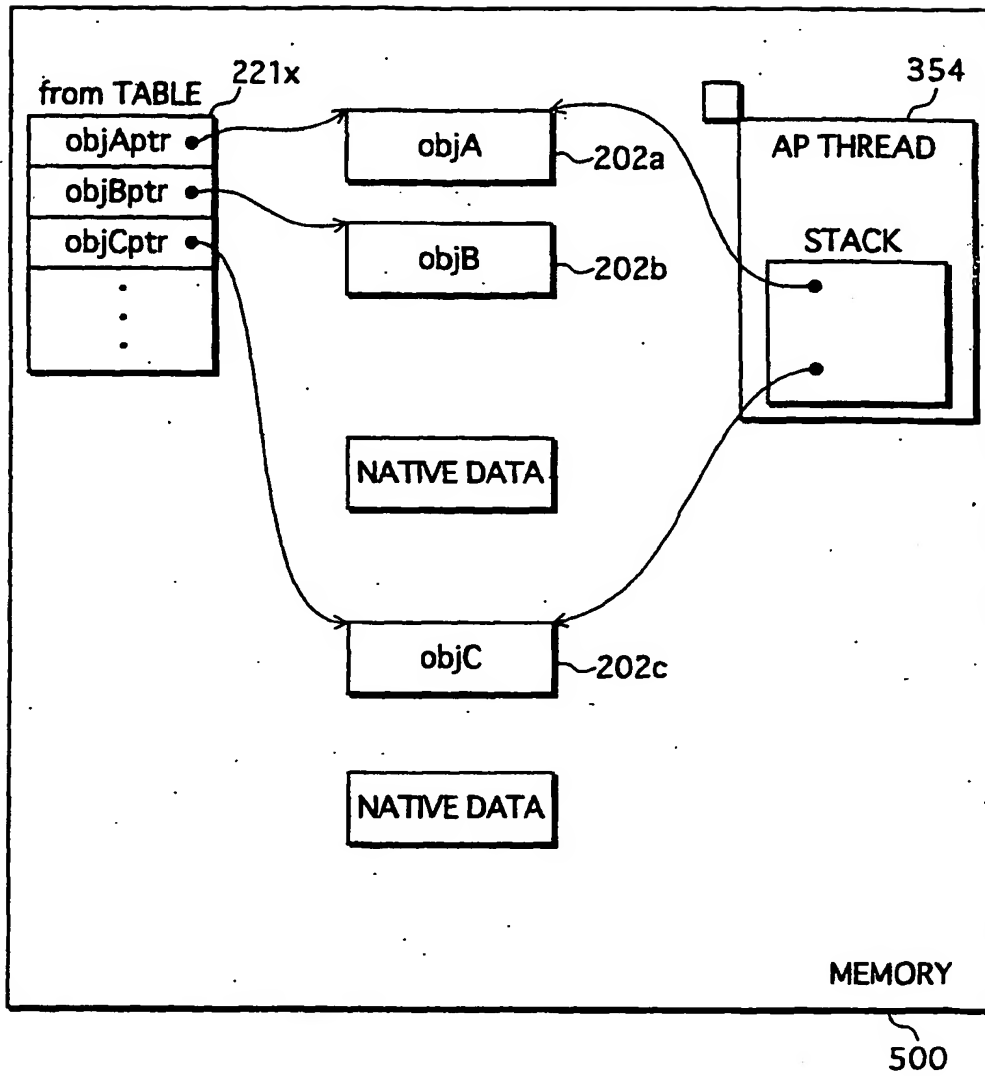 from TABLE
221x
objAptr
objBptr
objCptr
objA
202a
objB
202b
354
AP THREAD
STACK
NATIVE DATA
objC
202c
NATIVE DATA
MEMORY
500